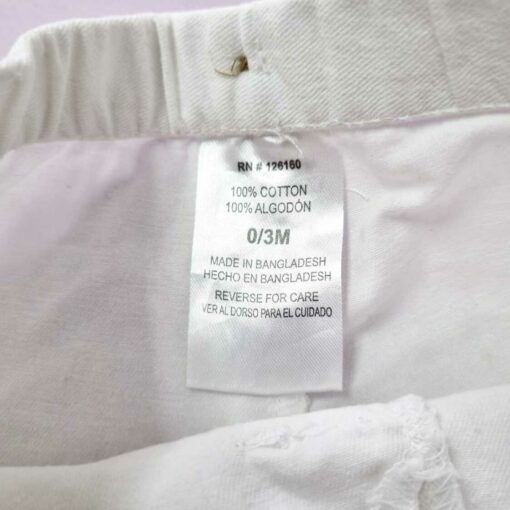 RN # 126160
100% COTTON
100% ALGODÓN
0/3M
MADE IN BANGLADESH
HECHO EN BANGLADESH
REVERSE FOR CARE
VER AL DORSO PARA EL CUIDADO